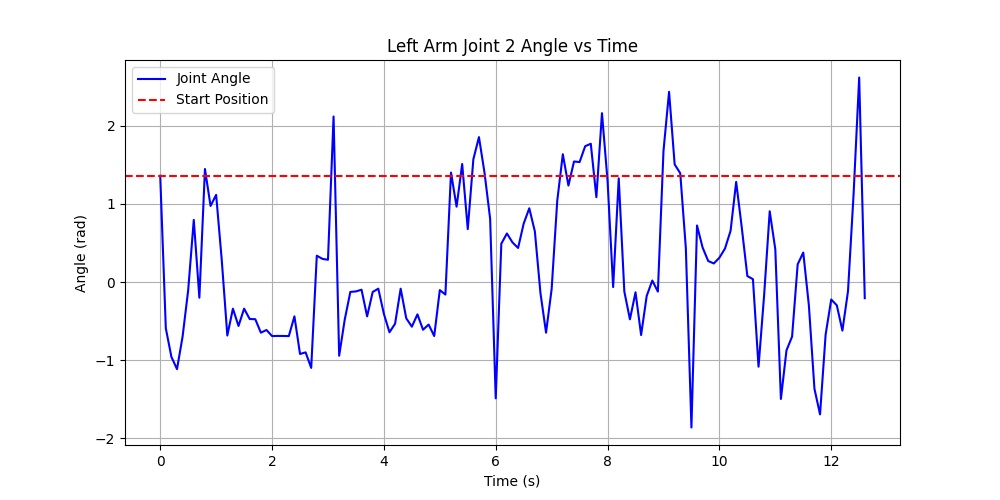 Left Arm Joint 2 Angle vs Time
Joint Angle
Start Position
Angle (rad)
2
1
0
−1
−2
0 2 4 6 8 10 12
Time (s)